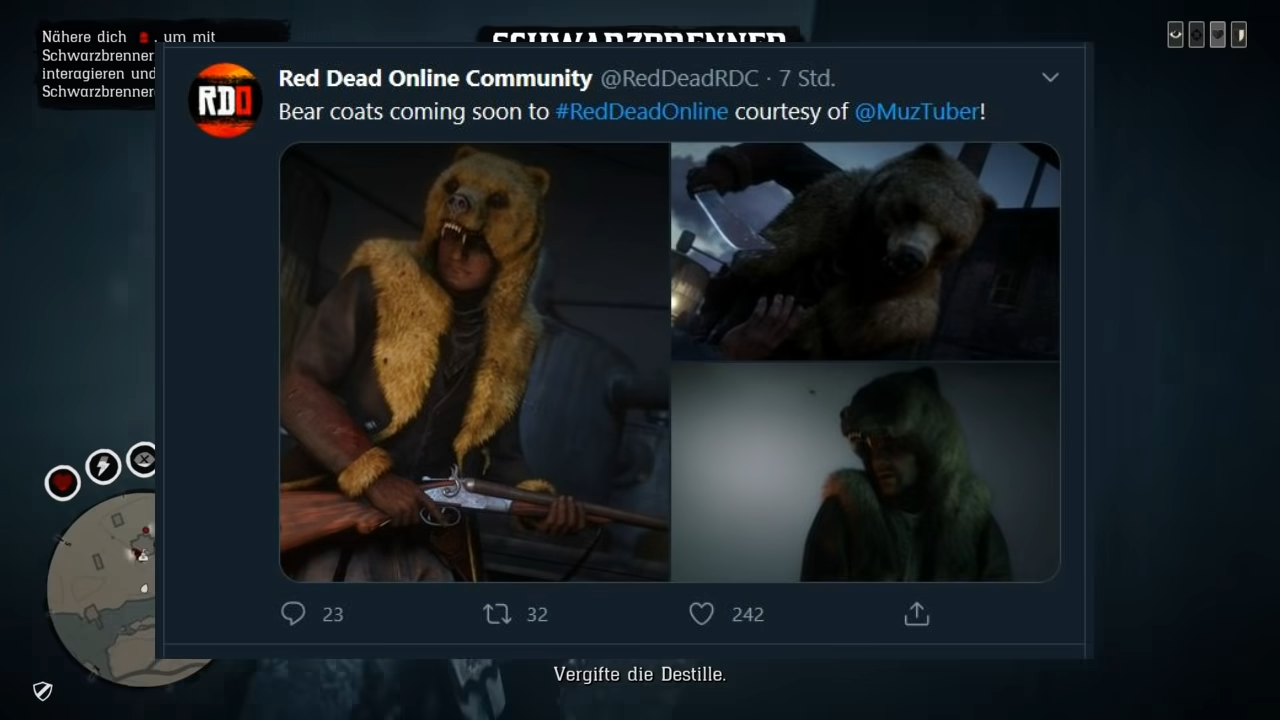 Nähere dich , um mit
Schwarzbrenner
interagieren und
Schwarzbrenner
SCHWARZBRENNER
Red Dead Online Community @RedDeadRDC · 7 Std.
RDO
Bear coats coming soon to #RedDeadOnline courtesy of @MuzTuber!
23 32 242
Vergifte die Destille.